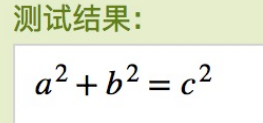 测试结果：
a² + b² = c²